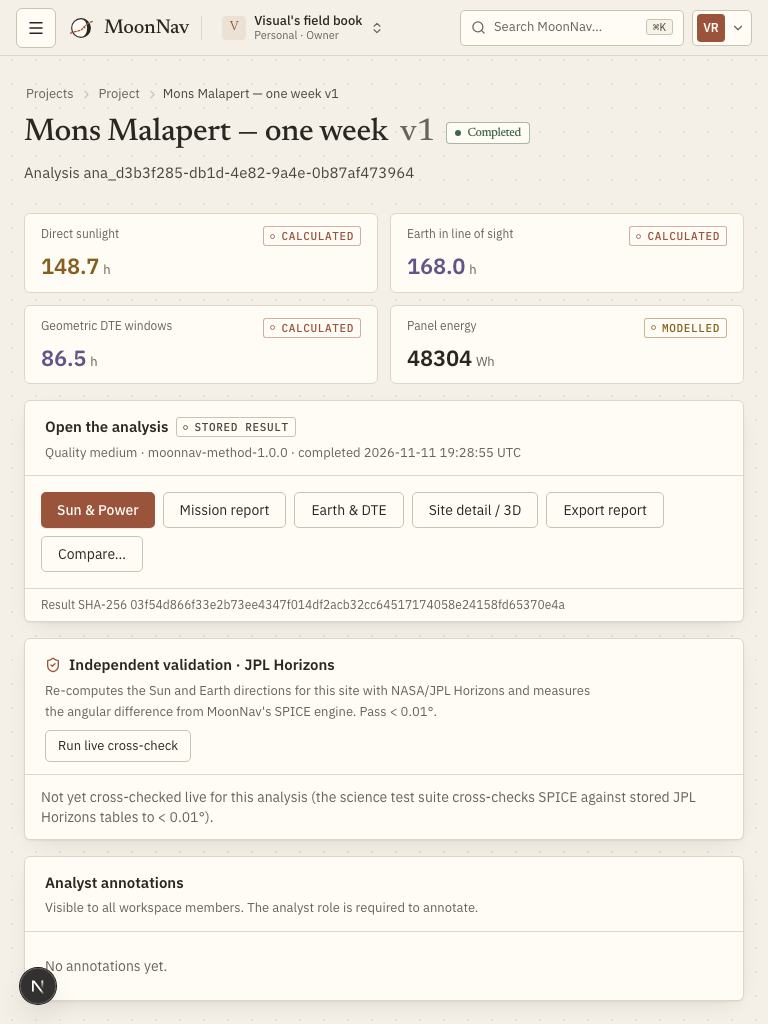 MoonNav
V
Visual's field book
Personal · Owner
Search MoonNav...
⌘K
VR
Projects
Project
Mons Malapert — one week v1
Mons Malapert — one week v1
Completed
Analysis ana_d3b3f285-db1d-4e82-9a4e-0b87af473964
Direct sunlight
CALCULATED
148.7 h
Earth in line of sight
CALCULATED
168.0 h
Geometric DTE windows
CALCULATED
86.5 h
Panel energy
MODELLED
48304 Wh
Open the analysis
STORED RESULT
Quality medium · moonnav-method-1.0.0 · completed 2026-11-11 19:28:55 UTC
Sun & Power
Mission report
Earth & DTE
Site detail / 3D
Export report
Compare...
Result SHA-256 03f54d866f33e2b73ee4347f014df2acb32cc64517174058e24158fd65370e4a
Independent validation · JPL Horizons
Re-computes the Sun and Earth directions for this site with NASA/JPL Horizons and measures
the angular difference from MoonNav's SPICE engine. Pass < 0.01°.
Run live cross-check
Not yet cross-checked live for this analysis (the science test suite cross-checks SPICE against stored JPL
Horizons tables to < 0.01°).
Analyst annotations
Visible to all workspace members. The analyst role is required to annotate.
No annotations yet.
N